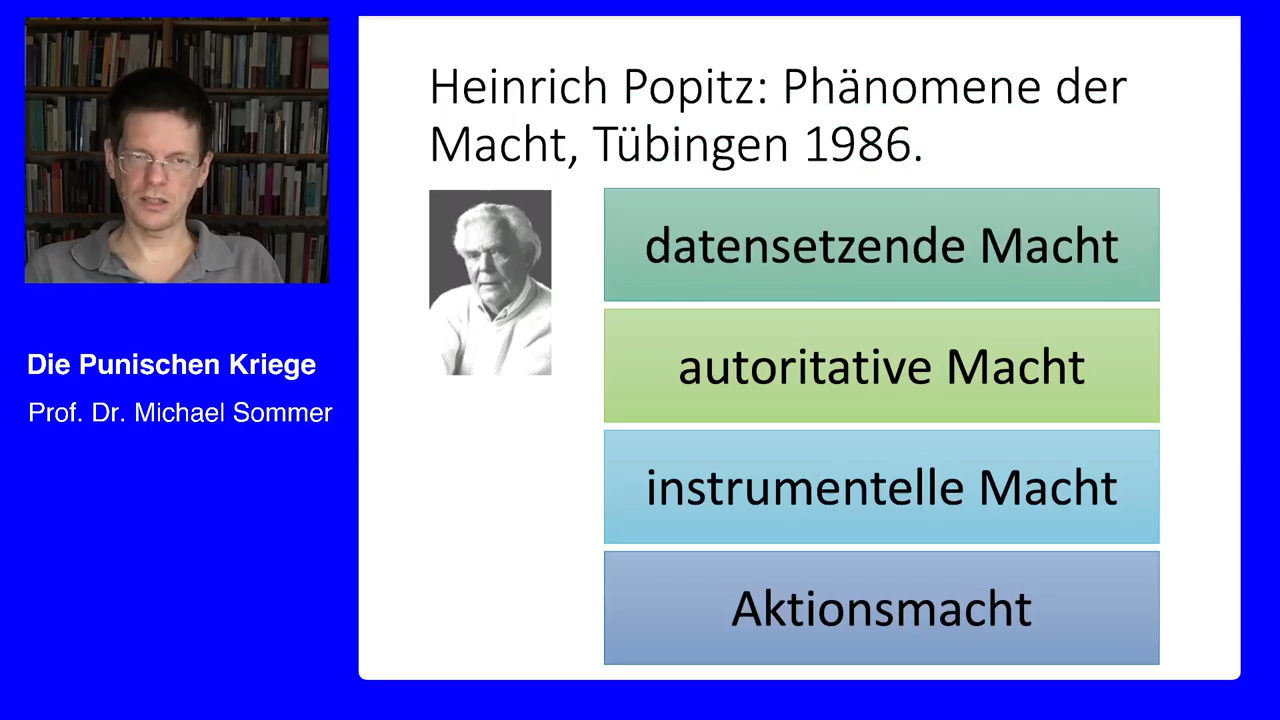 Heinrich Popitz: Phänomene der
Macht, Tübingen 1986.
datensetzende Macht
autoritative Macht
instrumentelle Macht
Aktionsmacht
Die Punischen Kriege
Prof. Dr. Michael Sommer